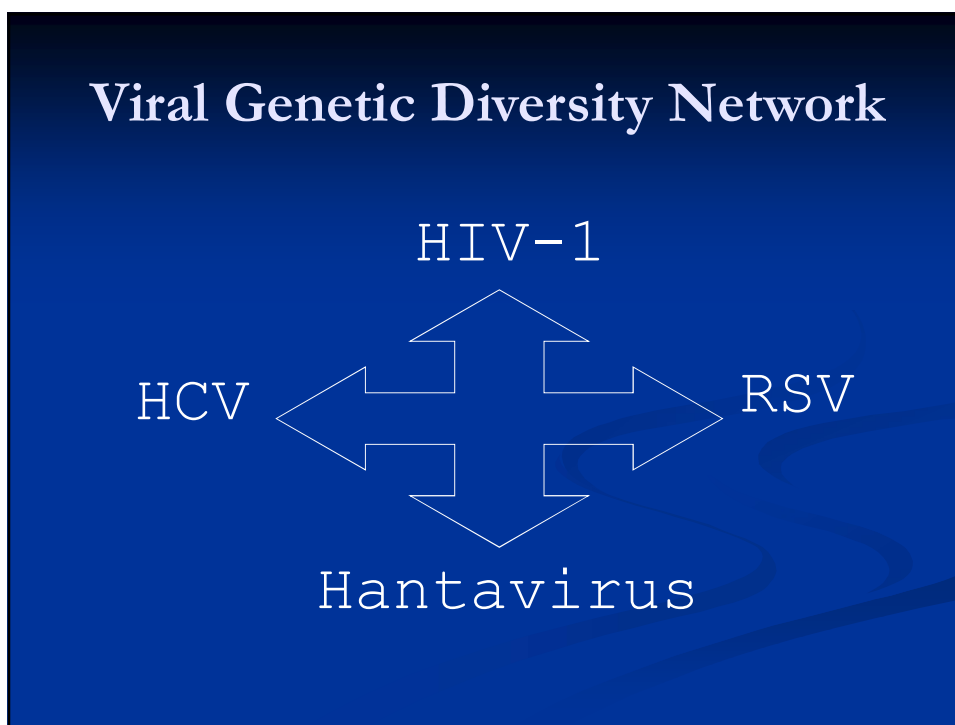 Viral Genetic Diversity Network
HIV-1
HCV
RSV
Hantavirus